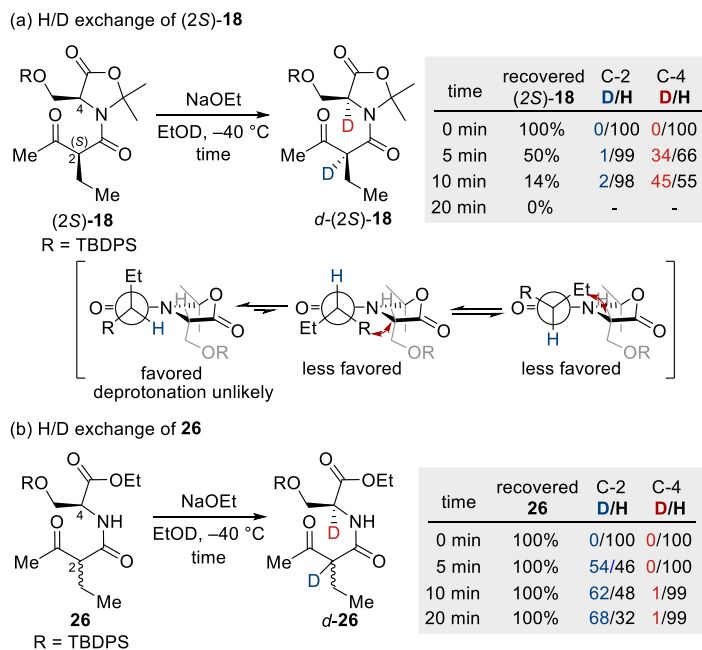 (a) H/D exchange of (2S)-18
RO
O
O
4
N
O
(S)
2
O
Me
Me
(2S)-18
R = TBDPS
NaOEt
EtOD, –40 °C
time
RO
O
O
4
D
N
O
O
Me
2
D
Me
d-(2S)-18
time recovered (2S)-18 C-2 D/H C-4 D/H
0 min 100% 0/100 0/100
5 min 50% 1/99 34/66
10 min 14% 2/98 45/55
20 min 0% - -
Et
O
R
H
N
H
O
O
OR
favored
deprotonation unlikely
H
O
Et
R
N
H
O
O
OR
less favored
R
Et
O
H
N
H
O
O
OR
less favored
(b) H/D exchange of 26
O
RO
OEt
4
NH
O
O
Me
2
Me
26
R = TBDPS
NaOEt
EtOD, –40 °C
time
O
RO
OEt
4
D
NH
O
O
Me
2
D
Me
d-26
time recovered 26 C-2 D/H C-4 D/H
0 min 100% 0/100 0/100
5 min 100% 54/46 0/100
10 min 100% 62/48 1/99
20 min 100% 68/32 1/99